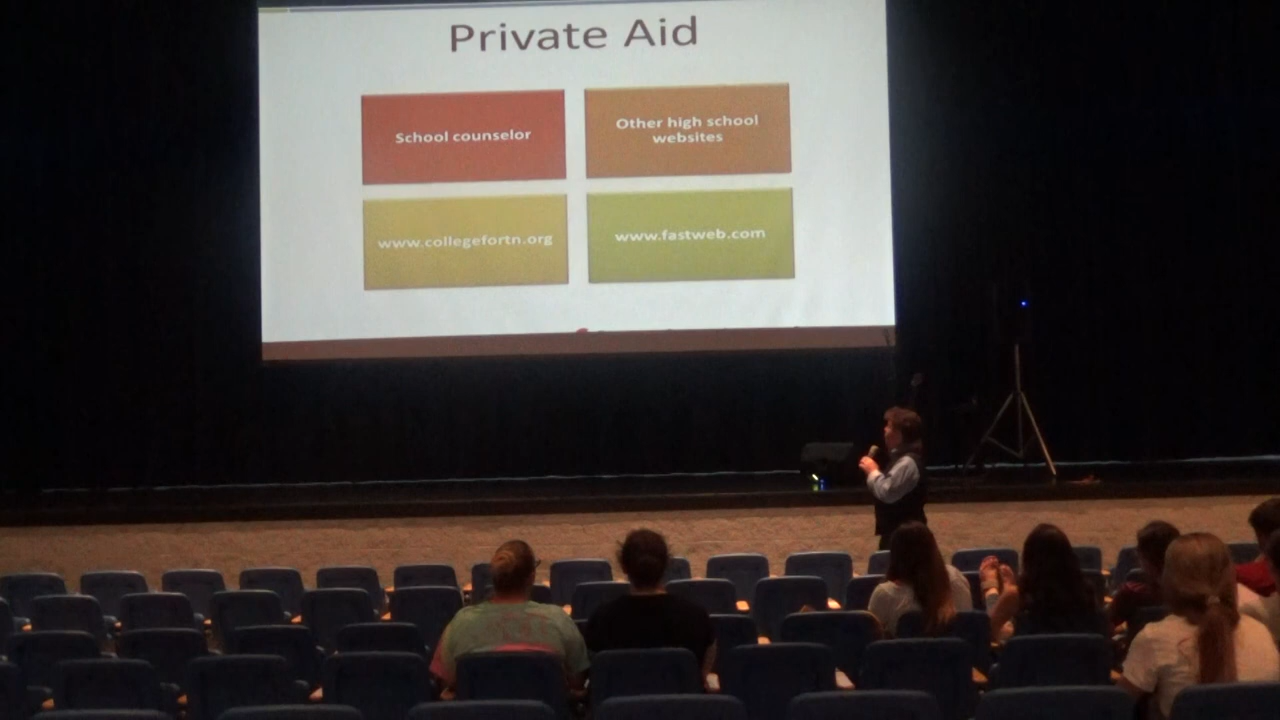 Private Aid
School counselor
Other high school
websites
www.collegefortn.org
www.fastweb.com